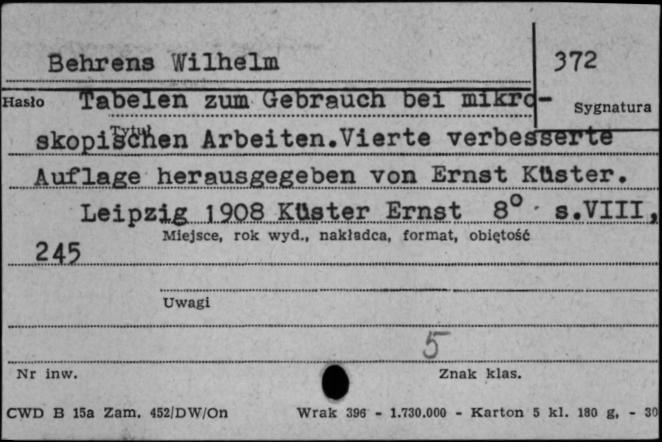 Behrens Wilhelm 372
Hasło Tabelen zum Gebrauch bei mikro- Sygnatura
Tytuł
skopischen Arbeiten.Vierte verbesserte
Auflage herausgegeben von Ernst Küster.
Leipzig 1908 Küster Ernst 8° s.VIII,
Miejsce, rok wyd., nakładca, format, objętość
245
Uwagi
5
Nr inw. Znak klas.
CWD B 15a Zam. 452/DW/On Wrak 396 - 1.730.000 - Karton 5 kl. 180 g, - 30